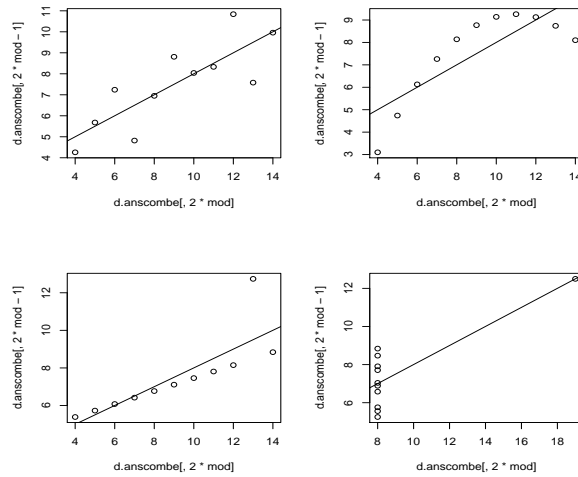 d.anscombe[, 2 * mod − 1]
4 5 6 7 8 9 10 11
4 6 8 10 12 14
d.anscombe[, 2 * mod]
d.anscombe[, 2 * mod − 1]
3 4 5 6 7 8 9
4 6 8 10 12 14
d.anscombe[, 2 * mod]
d.anscombe[, 2 * mod − 1]
6 8 10 12
4 6 8 10 12 14
d.anscombe[, 2 * mod]
d.anscombe[, 2 * mod − 1]
6 8 10 12
8 10 12 14 16 18
d.anscombe[, 2 * mod]